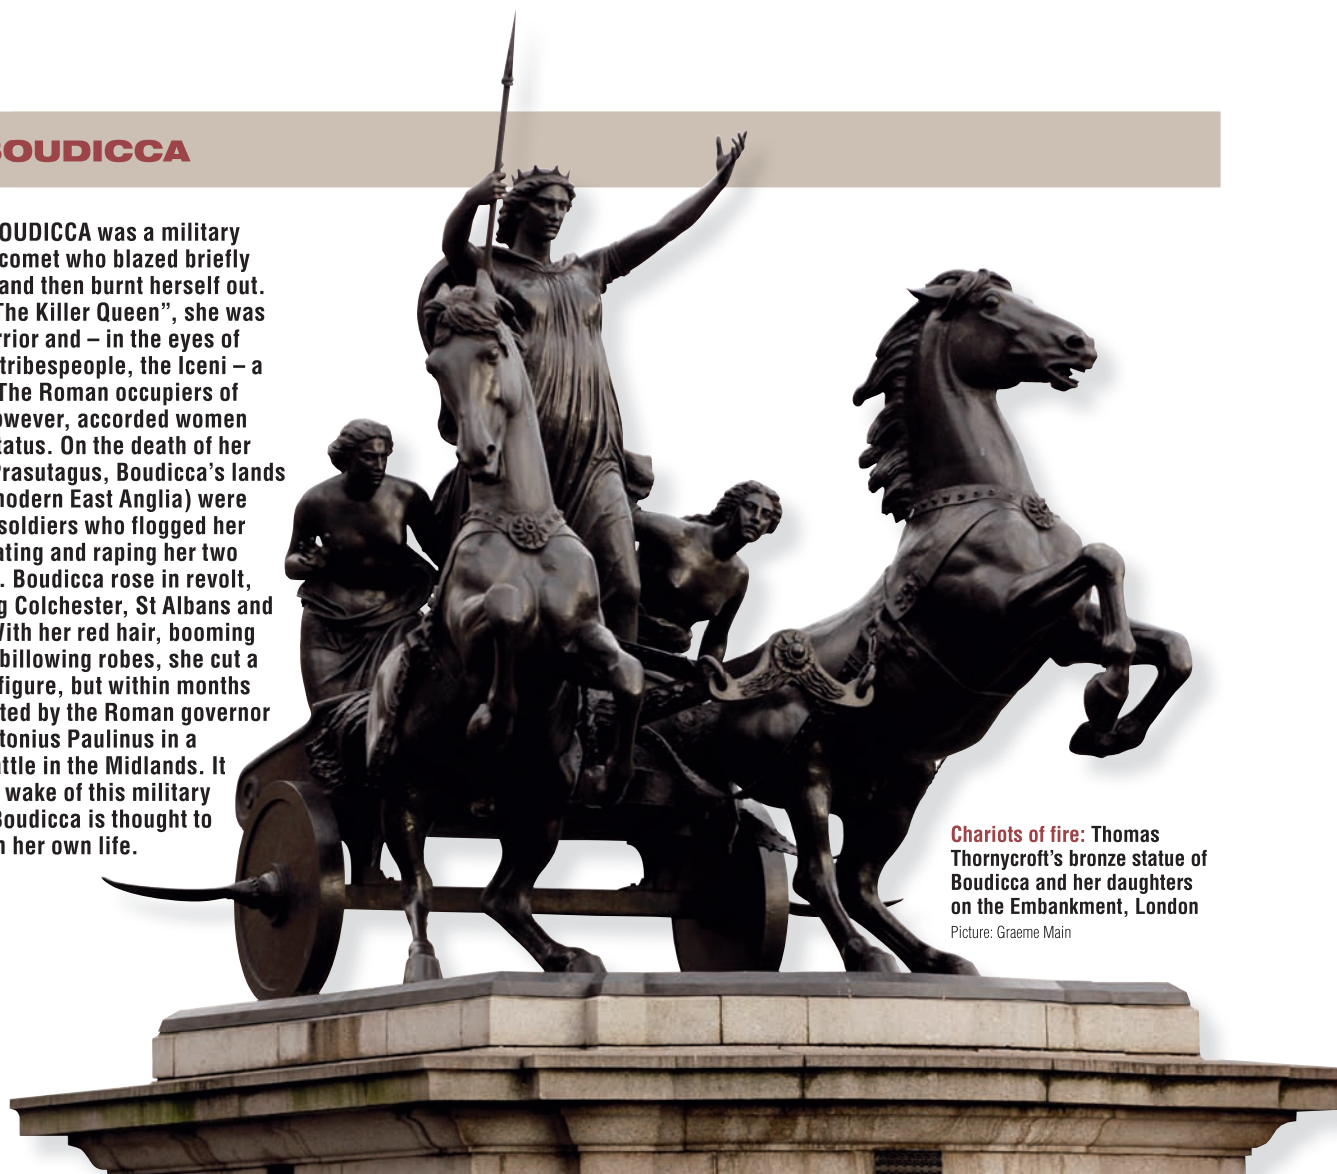 BOUDICCA
OUDICCA was a military
comet who blazed briefly
and then burnt herself out.
The Killer Queen”, she was
rrior and – in the eyes of
tribespeople, the Iceni – a
The Roman occupiers of
owever, accorded women
tatus. On the death of her
Prasutagus, Boudicca’s lands
modern East Anglia) were
soldiers who flogged her
ating and raping her two
. Boudicca rose in revolt,
g Colchester, St Albans and
With her red hair, booming
billowing robes, she cut a
figure, but within months
ted by the Roman governor
tonius Paulinus in a
attle in the Midlands. It
wake of this military
Boudicca is thought to
n her own life.
Chariots of fire: Thomas
Thornycroft’s bronze statue of
Boudicca and her daughters
on the Embankment, London
Picture: Graeme Main